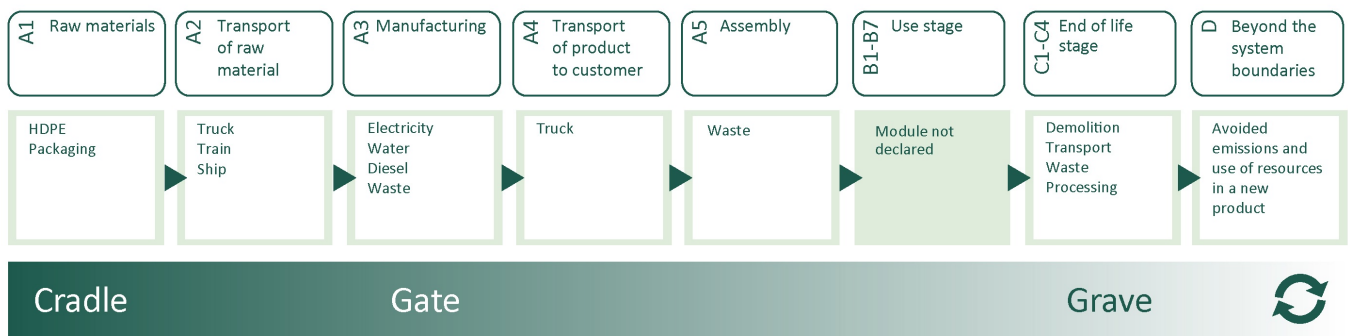 A1
Raw materials
A2
Transport
of raw
material
A3
Manufacturing
A4
Transport
of product
to customer
A5
Assembly
B1-B7
Use stage
C1-C4
End of life
stage
D
Beyond the
system
boundaries
HDPE
Packaging
Truck
Train
Ship
Electricity
Water
Diesel
Waste
Truck
Waste
Module not
declared
Demolition
Transport
Waste
Processing
Avoided
emissions and
use of resources
in a new
product
Cradle
Gate
Grave